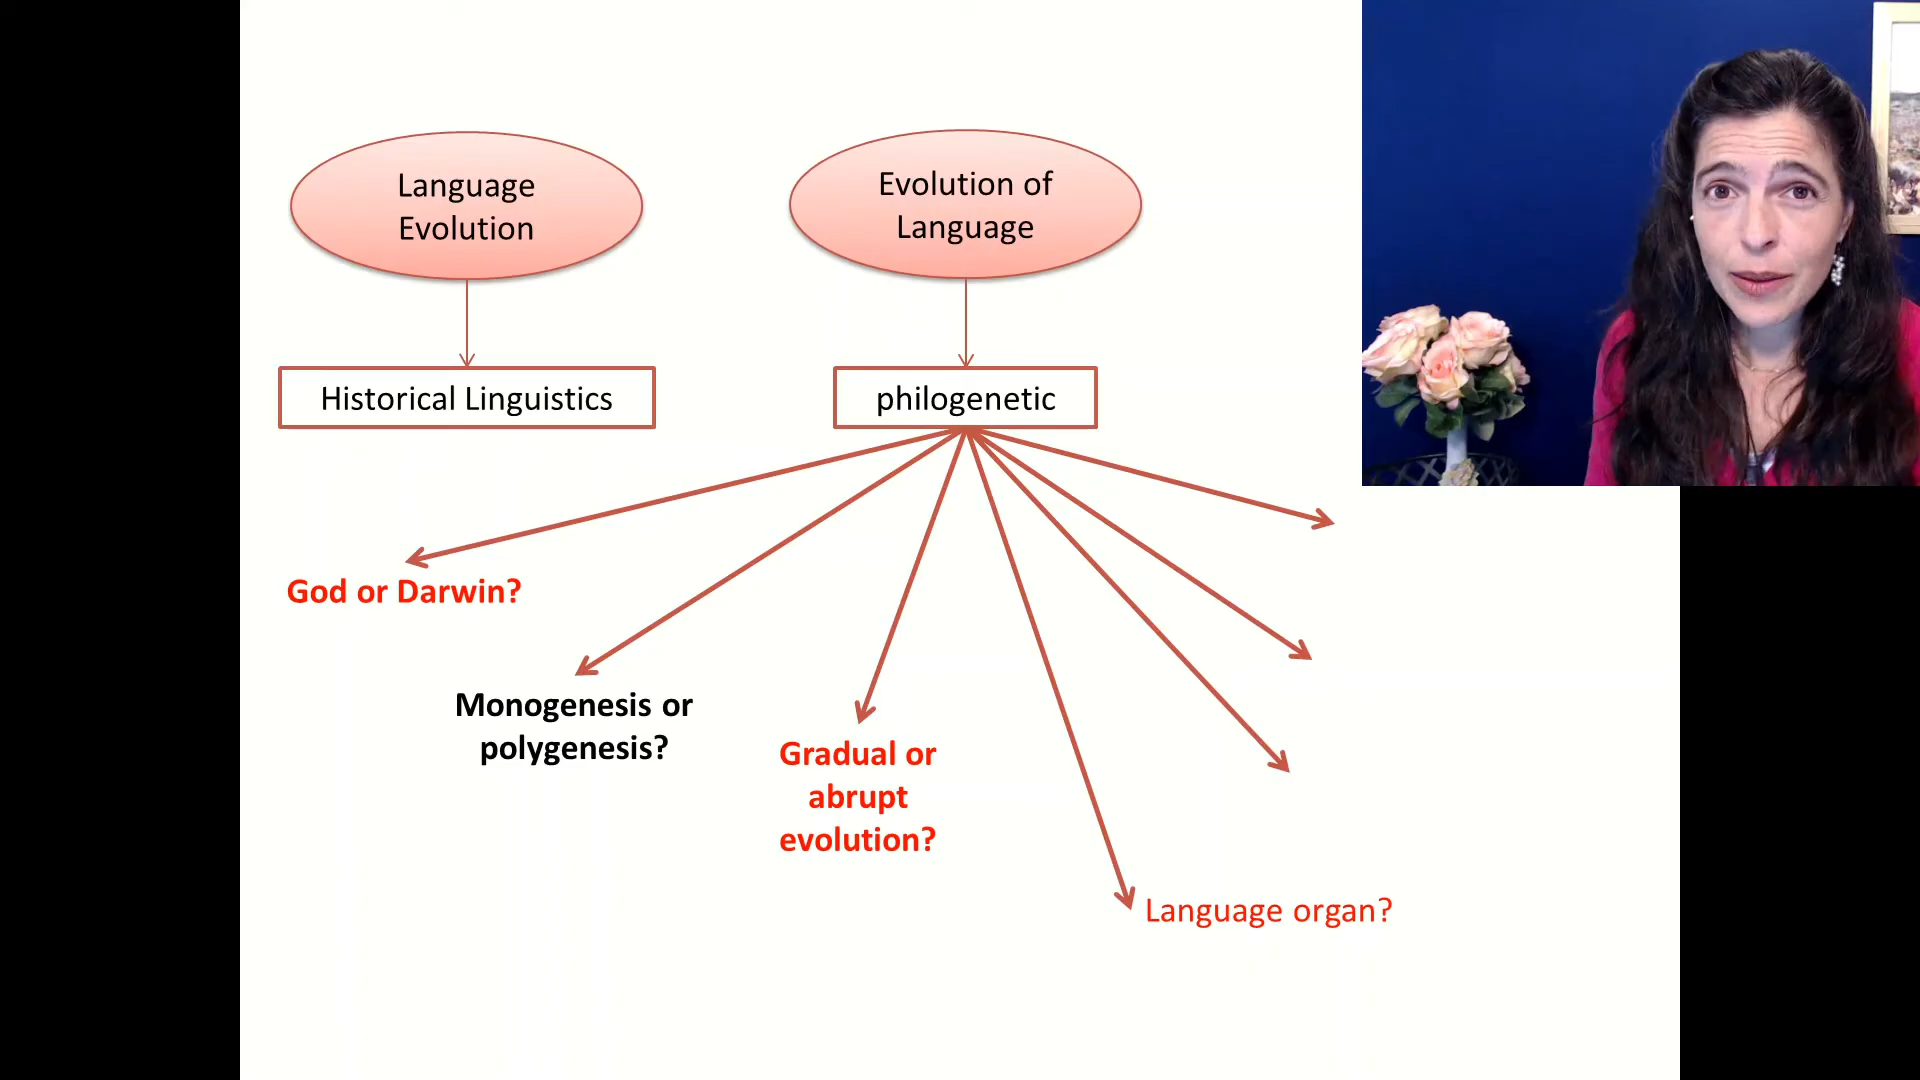 Language
Evolution
Evolution of
Language
Historical Linguistics
philogenetic
God or Darwin?
Monogenesis or
polygenesis?
Gradual or
abrupt
evolution?
Language organ?